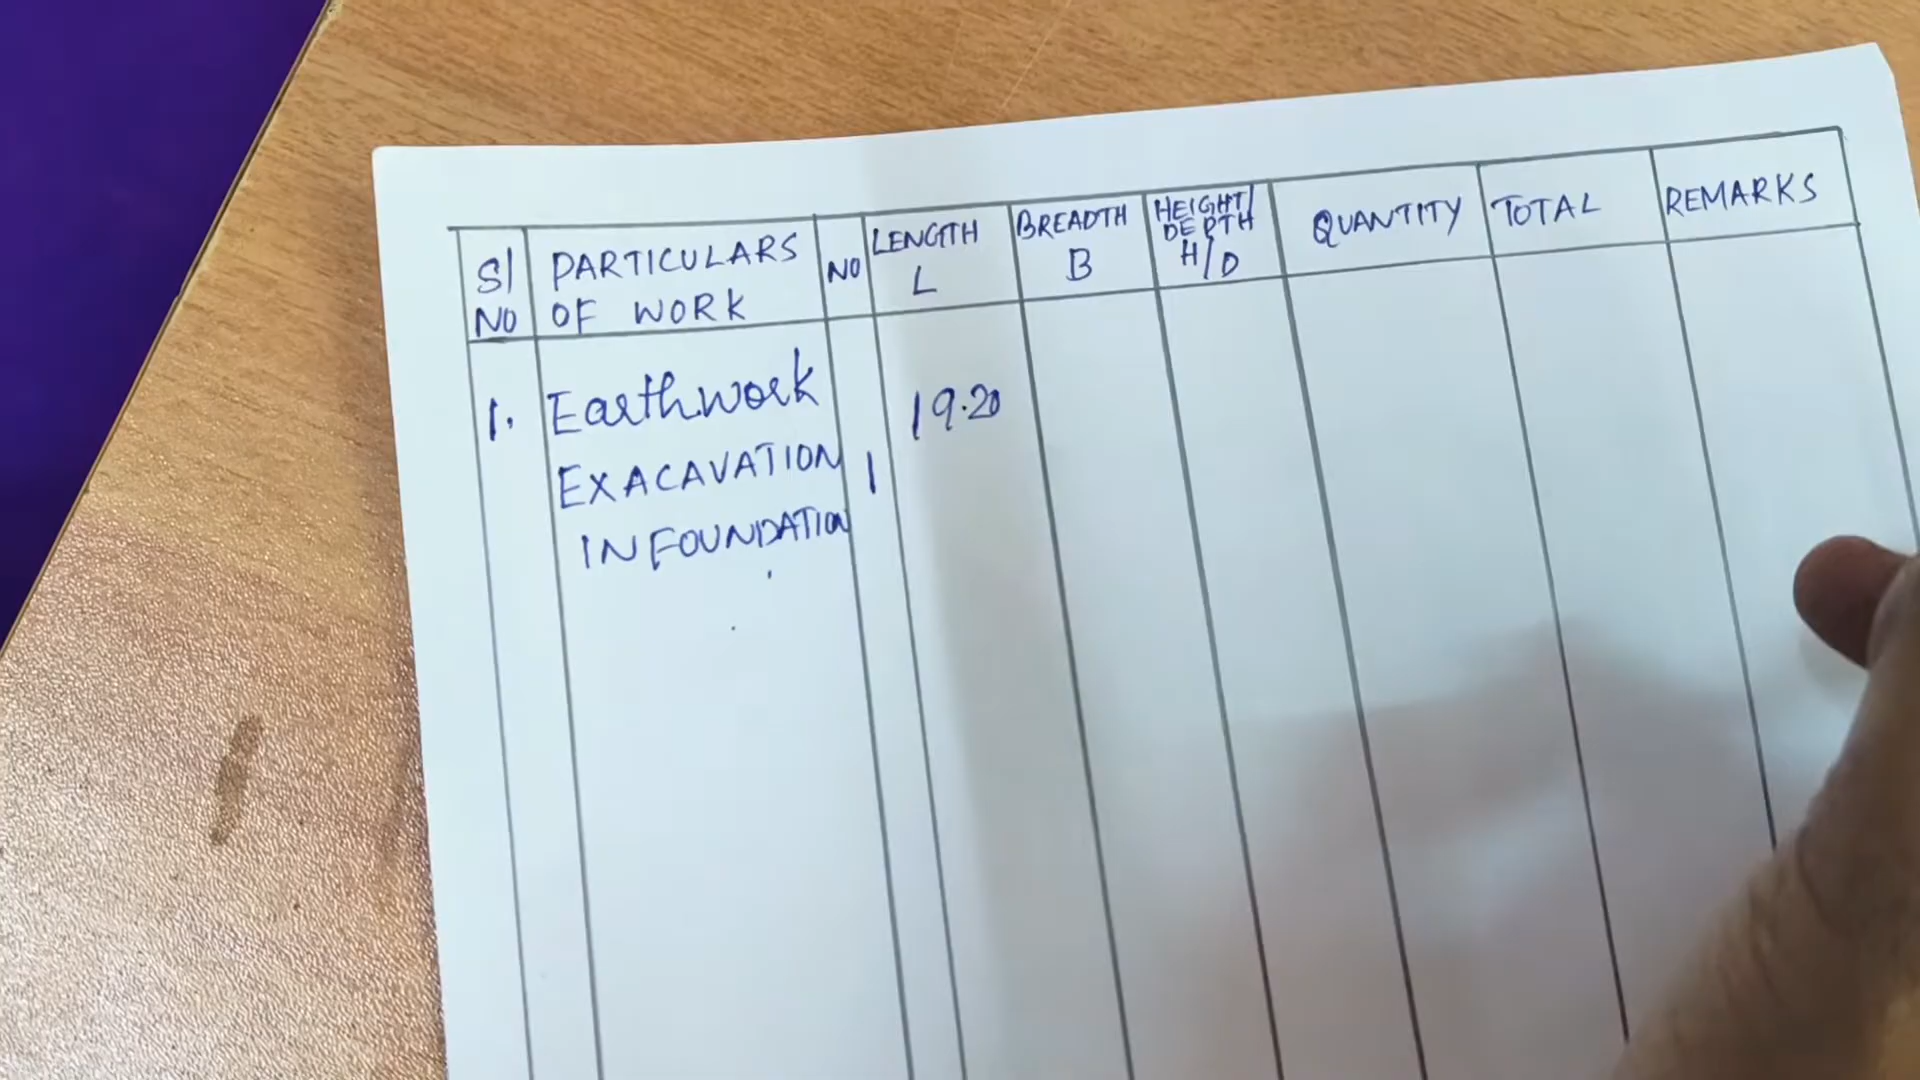 Sl NO PARTICULARS OF WORK NO LENGTH L BREADTH B HEIGHT/ DEPTH H/D QUANTITY TOTAL REMARKS
1. Earthwork 19.20
EXACAVATION 1
IN FOUNDATION